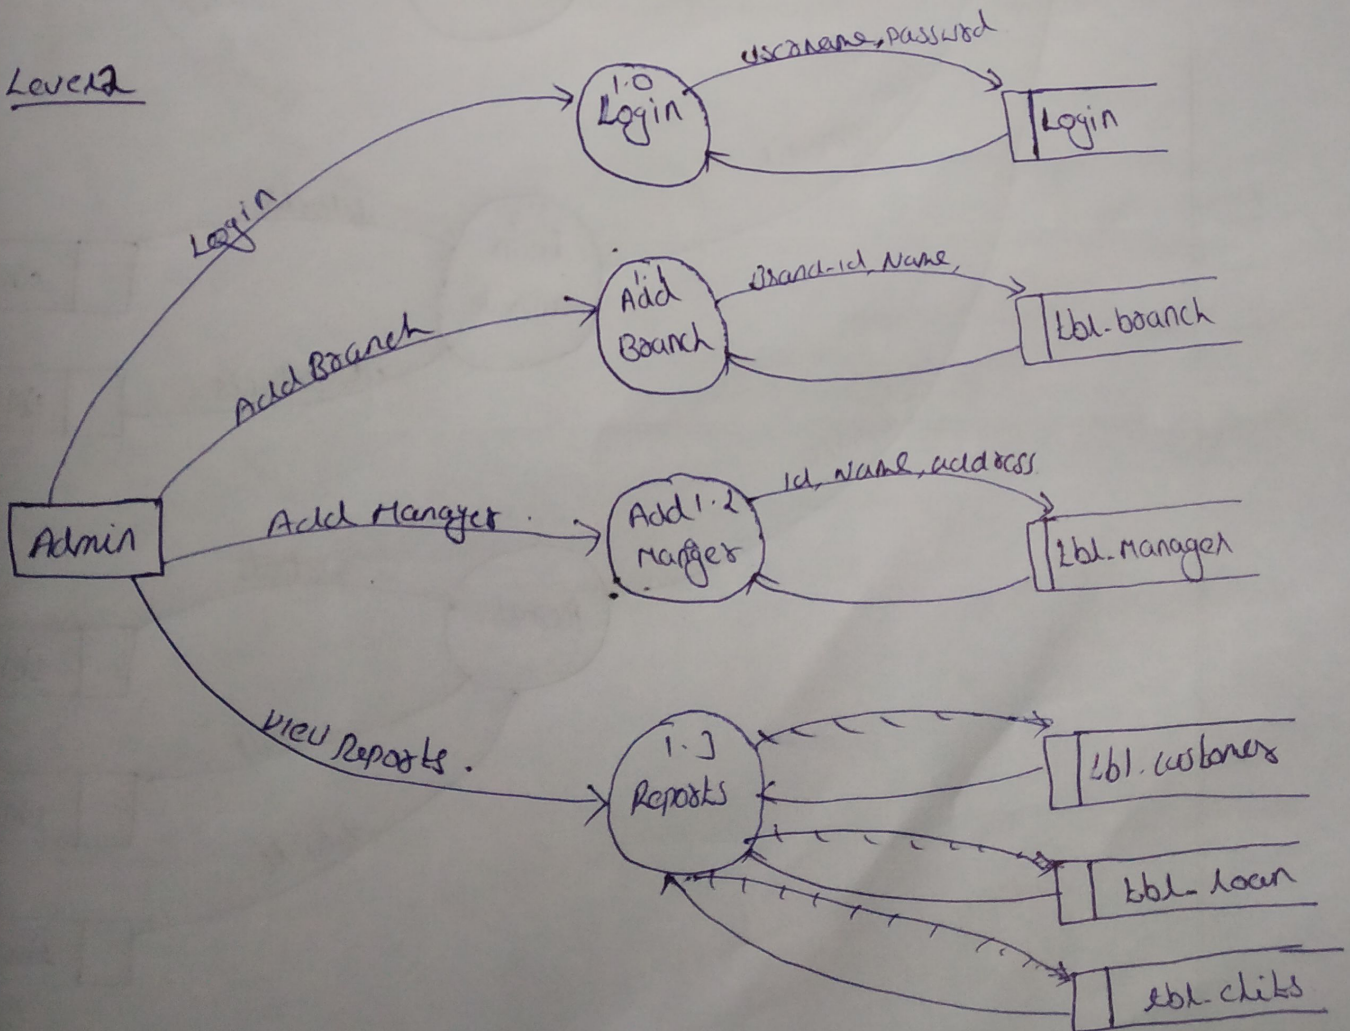 Level2
1.0
Login
username, passwrd
Login
Login
1.1
Add
Branch
Brand-id, Name,
tbl-branch
Add Branch
Add 1.2
Manger
Id, Name, address
tbl-Manager
Add Manager.
Admin
View Reports.
1.3
Reports
tbl.customer
tbl-loan
tbl-chits